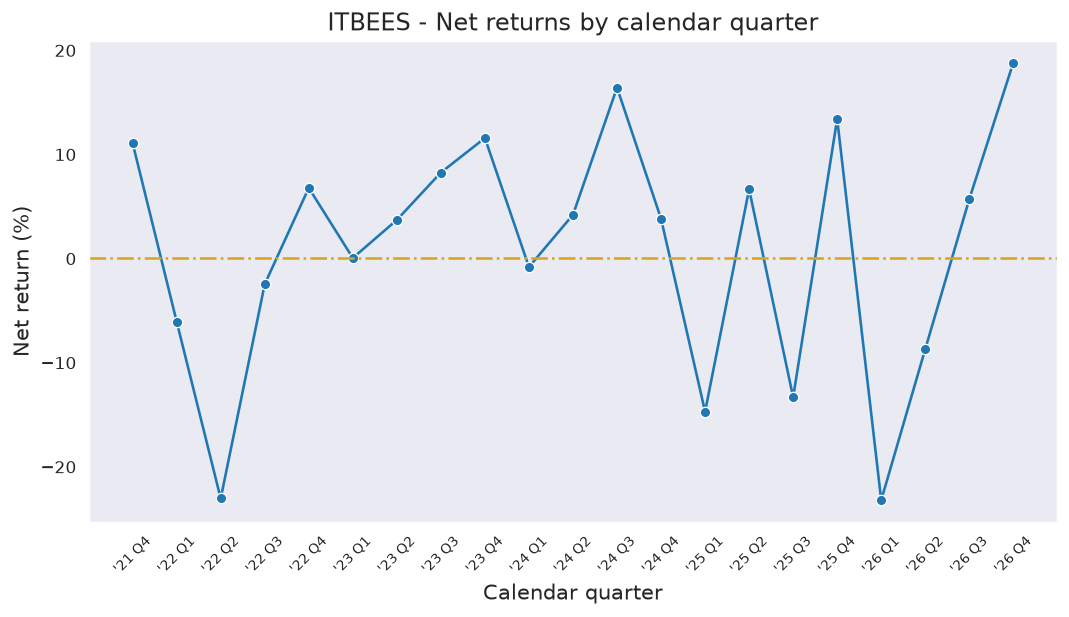 ITBEES - Net returns by calendar quarter
Net return (%)
20
10
0
−10
−20
'21 Q4
'22 Q1
'22 Q2
'22 Q3
'22 Q4
'23 Q1
'23 Q2
'23 Q3
'23 Q4
'24 Q1
'24 Q2
'24 Q3
'24 Q4
'25 Q1
'25 Q2
'25 Q3
'25 Q4
'26 Q1
'26 Q2
'26 Q3
'26 Q4
Calendar quarter